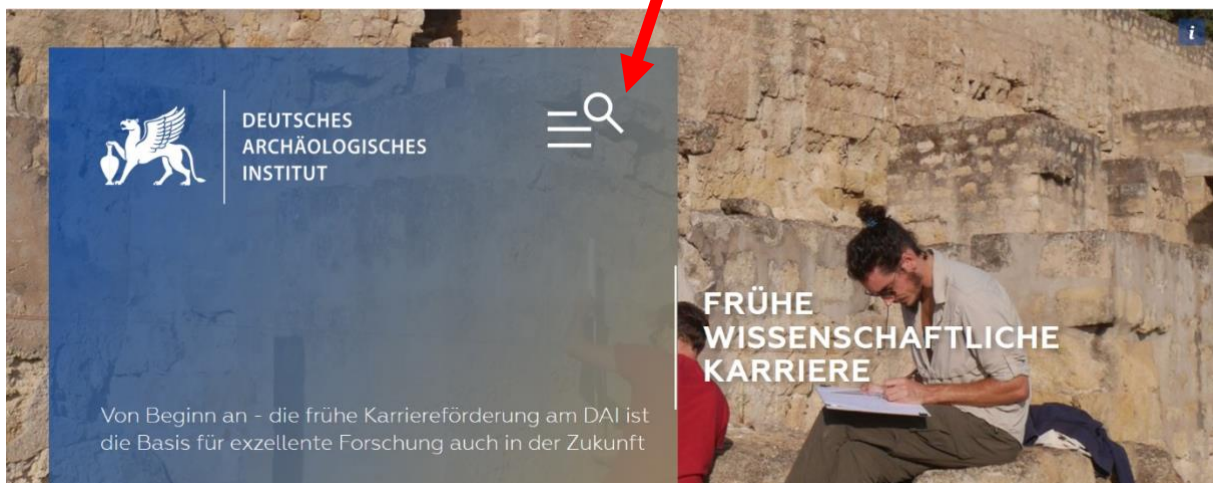 i
DEUTSCHES
ARCHÄOLOGISCHES
INSTITUT
FRÜHE
WISSENSCHAFTLICHE
KARRIERE
Von Beginn an - die frühe Karriereförderung am DAI ist
die Basis für exzellente Forschung auch in der Zukunft